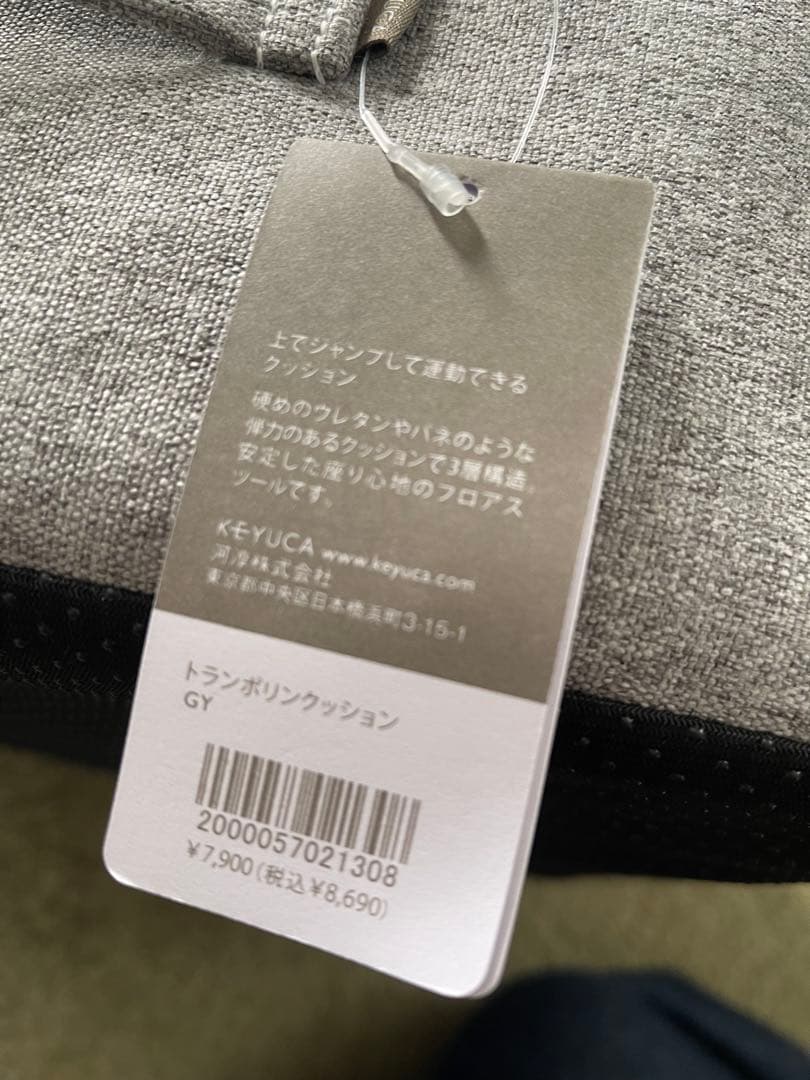 上でジャンプして運動できる
クッション
硬めのウレタンやバネのような
弾力のあるクッションで3層構造。
安定した座り心地のフロアス
ツールです。
KEYUCA www.keyuca.com
河淳株式会社
東京都中央区日本橋浜町3-15-1
トランポリンクッション
GY
2000057021308
¥7,900(税込¥8,690)